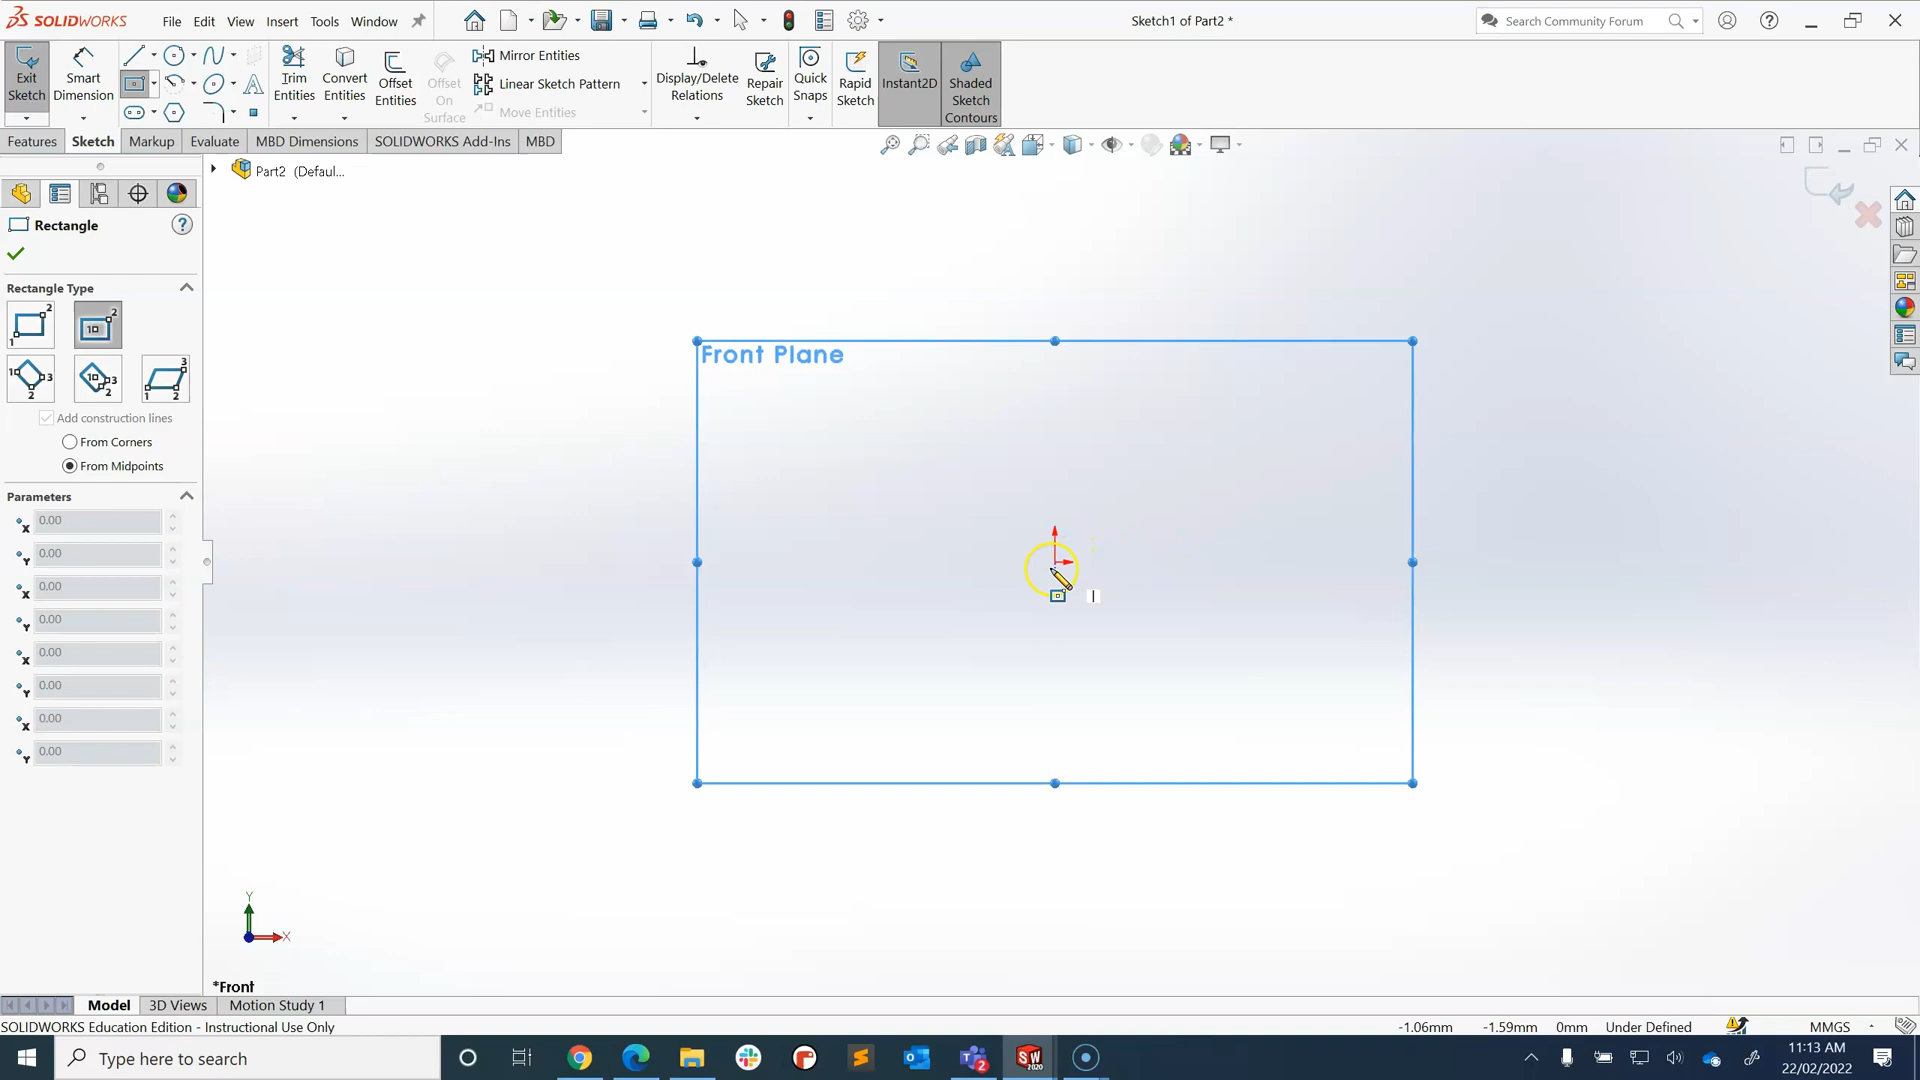 SOLIDWORKS File Edit View Insert Tools Window Sketch1 of Part2 * Search Community Forum
Exit Sketch
Smart Dimension
Trim Entities
Convert Entities
Offset Entities
Offset On Surface
Mirror Entities
Linear Sketch Pattern
Move Entities
Display/Delete Relations
Repair Sketch
Quick Snaps
Rapid Sketch
Instant2D
Shaded Sketch Contours
Features Sketch Markup Evaluate MBD Dimensions SOLIDWORKS Add-Ins MBD
Part2 (Defaul...
Rectangle
Rectangle Type
Add construction lines
From Corners
From Midpoints
Parameters
x 0.00
Y 0.00
x 0.00
Y 0.00
x 0.00
Y 0.00
x 0.00
Y 0.00
Front Plane
Y
X
*Front
Model 3D Views Motion Study 1
SOLIDWORKS Education Edition - Instructional Use Only -1.06mm -1.59mm 0mm Under Defined MMGS
Type here to search
2
SW
2020
11:13 AM
22/02/2022